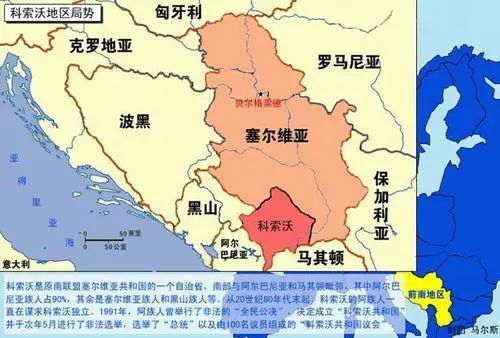 科索沃地区局势
匈牙利
克罗地亚
罗马尼亚
贝尔格莱德
波黑
塞尔维亚
亚得里亚海
保加利亚
黑山
科索沃
0 50 英里
0 50 公里
阿尔
巴尼亚
马其顿
意大利
前南地区
科索沃是原南联盟塞尔维亚共和国的一个自治省，南部与阿尔巴尼亚和马其顿毗邻，其中阿尔巴
尼亚族人占90%，其余是塞尔维亚族人和黑山族人等。从20世纪80年代末起，科索沃的阿族人一
直在谋求科索沃独立。1991年，阿族人曾举行了非法的“全民公决”，决定成立“科索沃共和国”
并于次年5月进行了非法选举，选举了“总统”以及由100名议员组成的“科索沃共和国议会”
制图 马尔斯